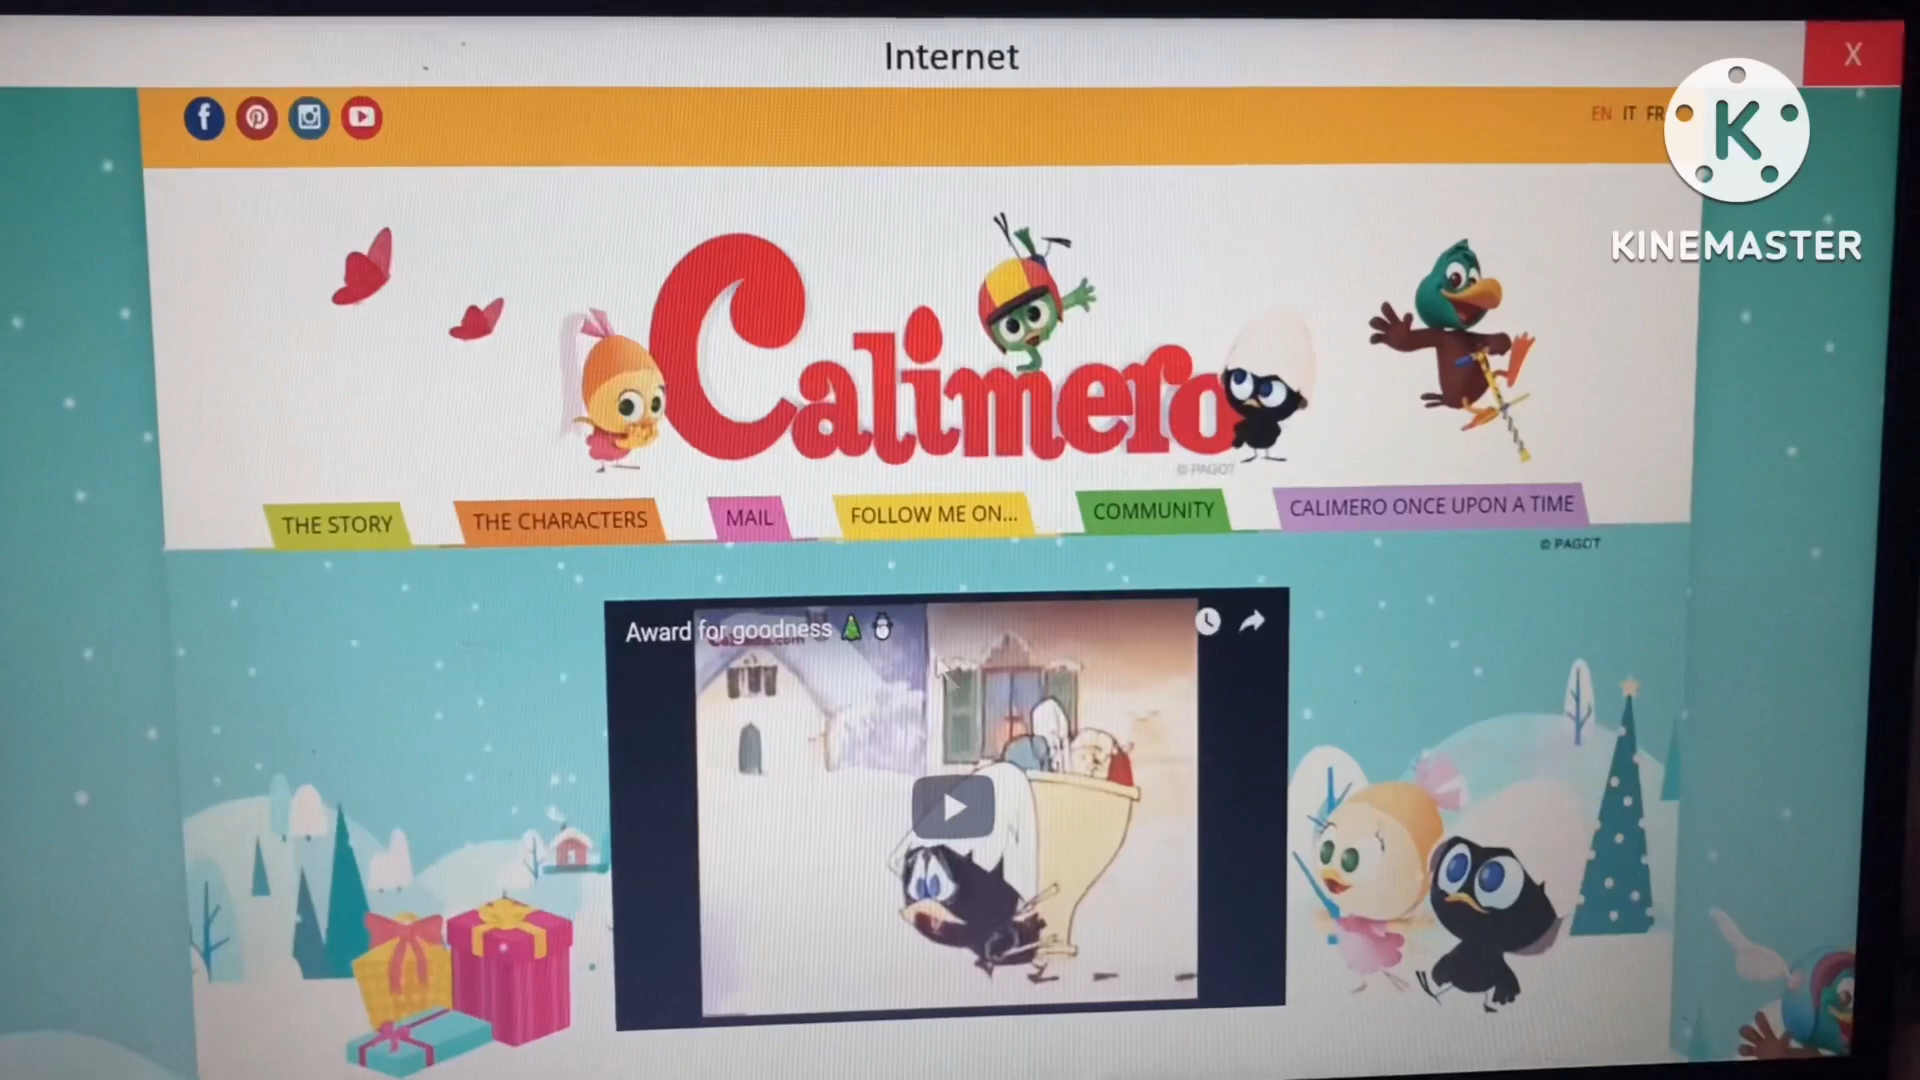 Internet
X
EN IT FR
K
KINEMASTER
Calimero
© PAGOT
THE STORY
THE CHARACTERS
MAIL
FOLLOW ME ON...
COMMUNITY
CALIMERO ONCE UPON A TIME
© PAGOT
Award for goodness